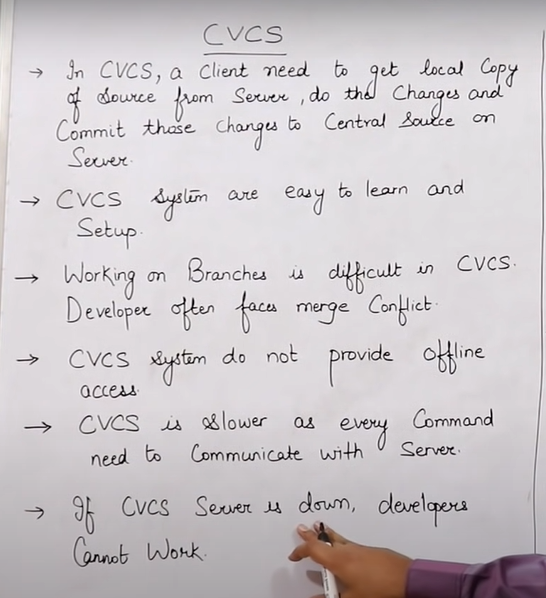 CVCS
→ In CVCS, a Client need to get local Copy
of Source from Server, do the Changes and
Commit those Changes to Central Source on
Server.
→ CVCS System are easy to learn and
Setup.
→ Working on Branches is difficult in CVCS.
Developer often faces merge Conflict.
→ CVCS System do not provide offline
access.
→ CVCS is Slower as every Command
need to Communicate with Server.
→ If CVCS Server is down, developers
Cannot Work.